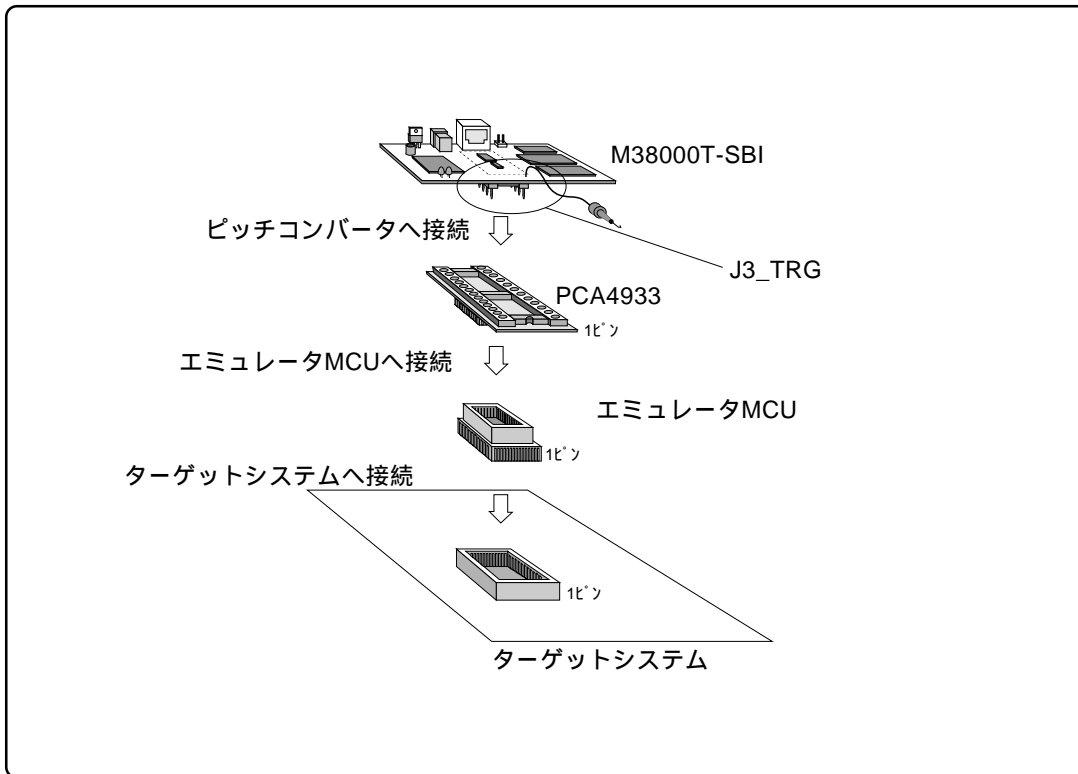 M38000T-SBI
ピッチコンバータへ接続
J3_TRG
PCA4933
1ピン
エミュレータMCUへ接続
エミュレータMCU
1ピン
ターゲットシステムへ接続
1ピン
ターゲットシステム